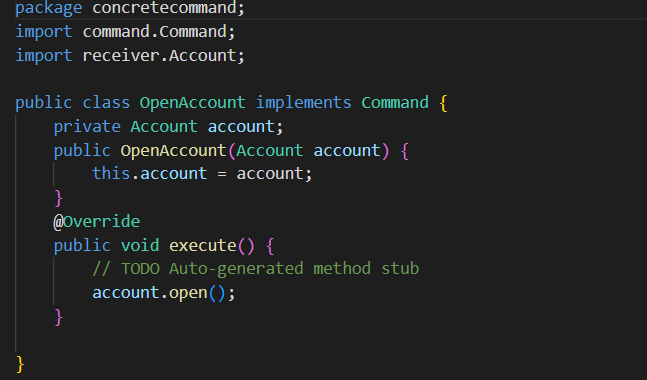 package concretecommand;
import command.Command;
import receiver.Account;

public class OpenAccount implements Command {
    private Account account;
    public OpenAccount(Account account) {
        this.account = account;
    }
    @Override
    public void execute() {
        // TODO Auto-generated method stub
        account.open();
    }

}